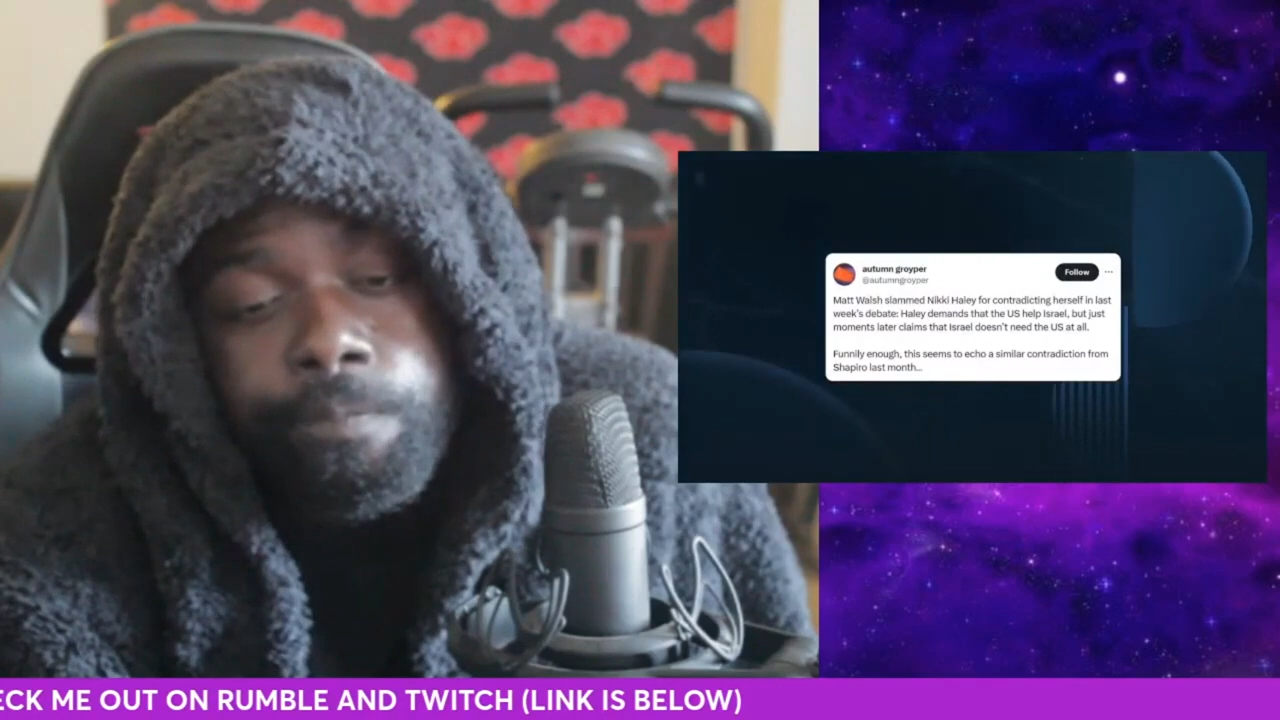 autumn groyper
@autumngroyper
Follow
Matt Walsh slammed Nikki Haley for contradicting herself in last
week's debate: Haley demands that the US help Israel, but just
moments later claims that Israel doesn't need the US at all.
Funnily enough, this seems to echo a similar contradiction from
Shapiro last month...
ECK ME OUT ON RUMBLE AND TWITCH (LINK IS BELOW)